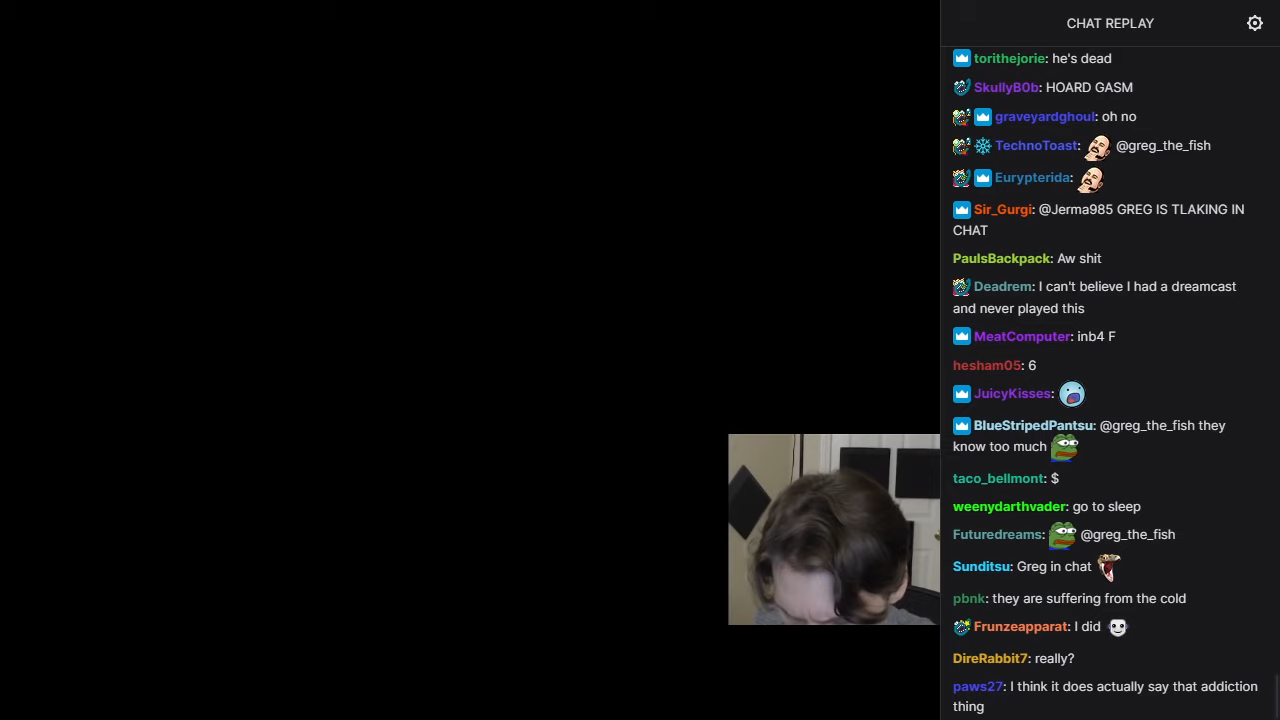 CHAT REPLAY
torithejorie: he's dead
SkullyB0b: HOARD GASM
graveyardghoul: oh no
TechnoToast: @greg_the_fish
Eurypterida:
Sir_Gurgi: @Jerma985 GREG IS TLAKING IN
CHAT
PaulsBackpack: Aw shit
Deadrem: I can't believe I had a dreamcast
and never played this
MeatComputer: inb4 F
hesham05: 6
JuicyKisses:
BlueStripedPantsu: @greg_the_fish they
know too much
taco_bellmont: $
weenydarthvader: go to sleep
Futuredreams: @greg_the_fish
Sunditsu: Greg in chat
pbnk: they are suffering from the cold
Frunzeapparat: I did
DireRabbit7: really?
paws27: I think it does actually say that addiction
thing